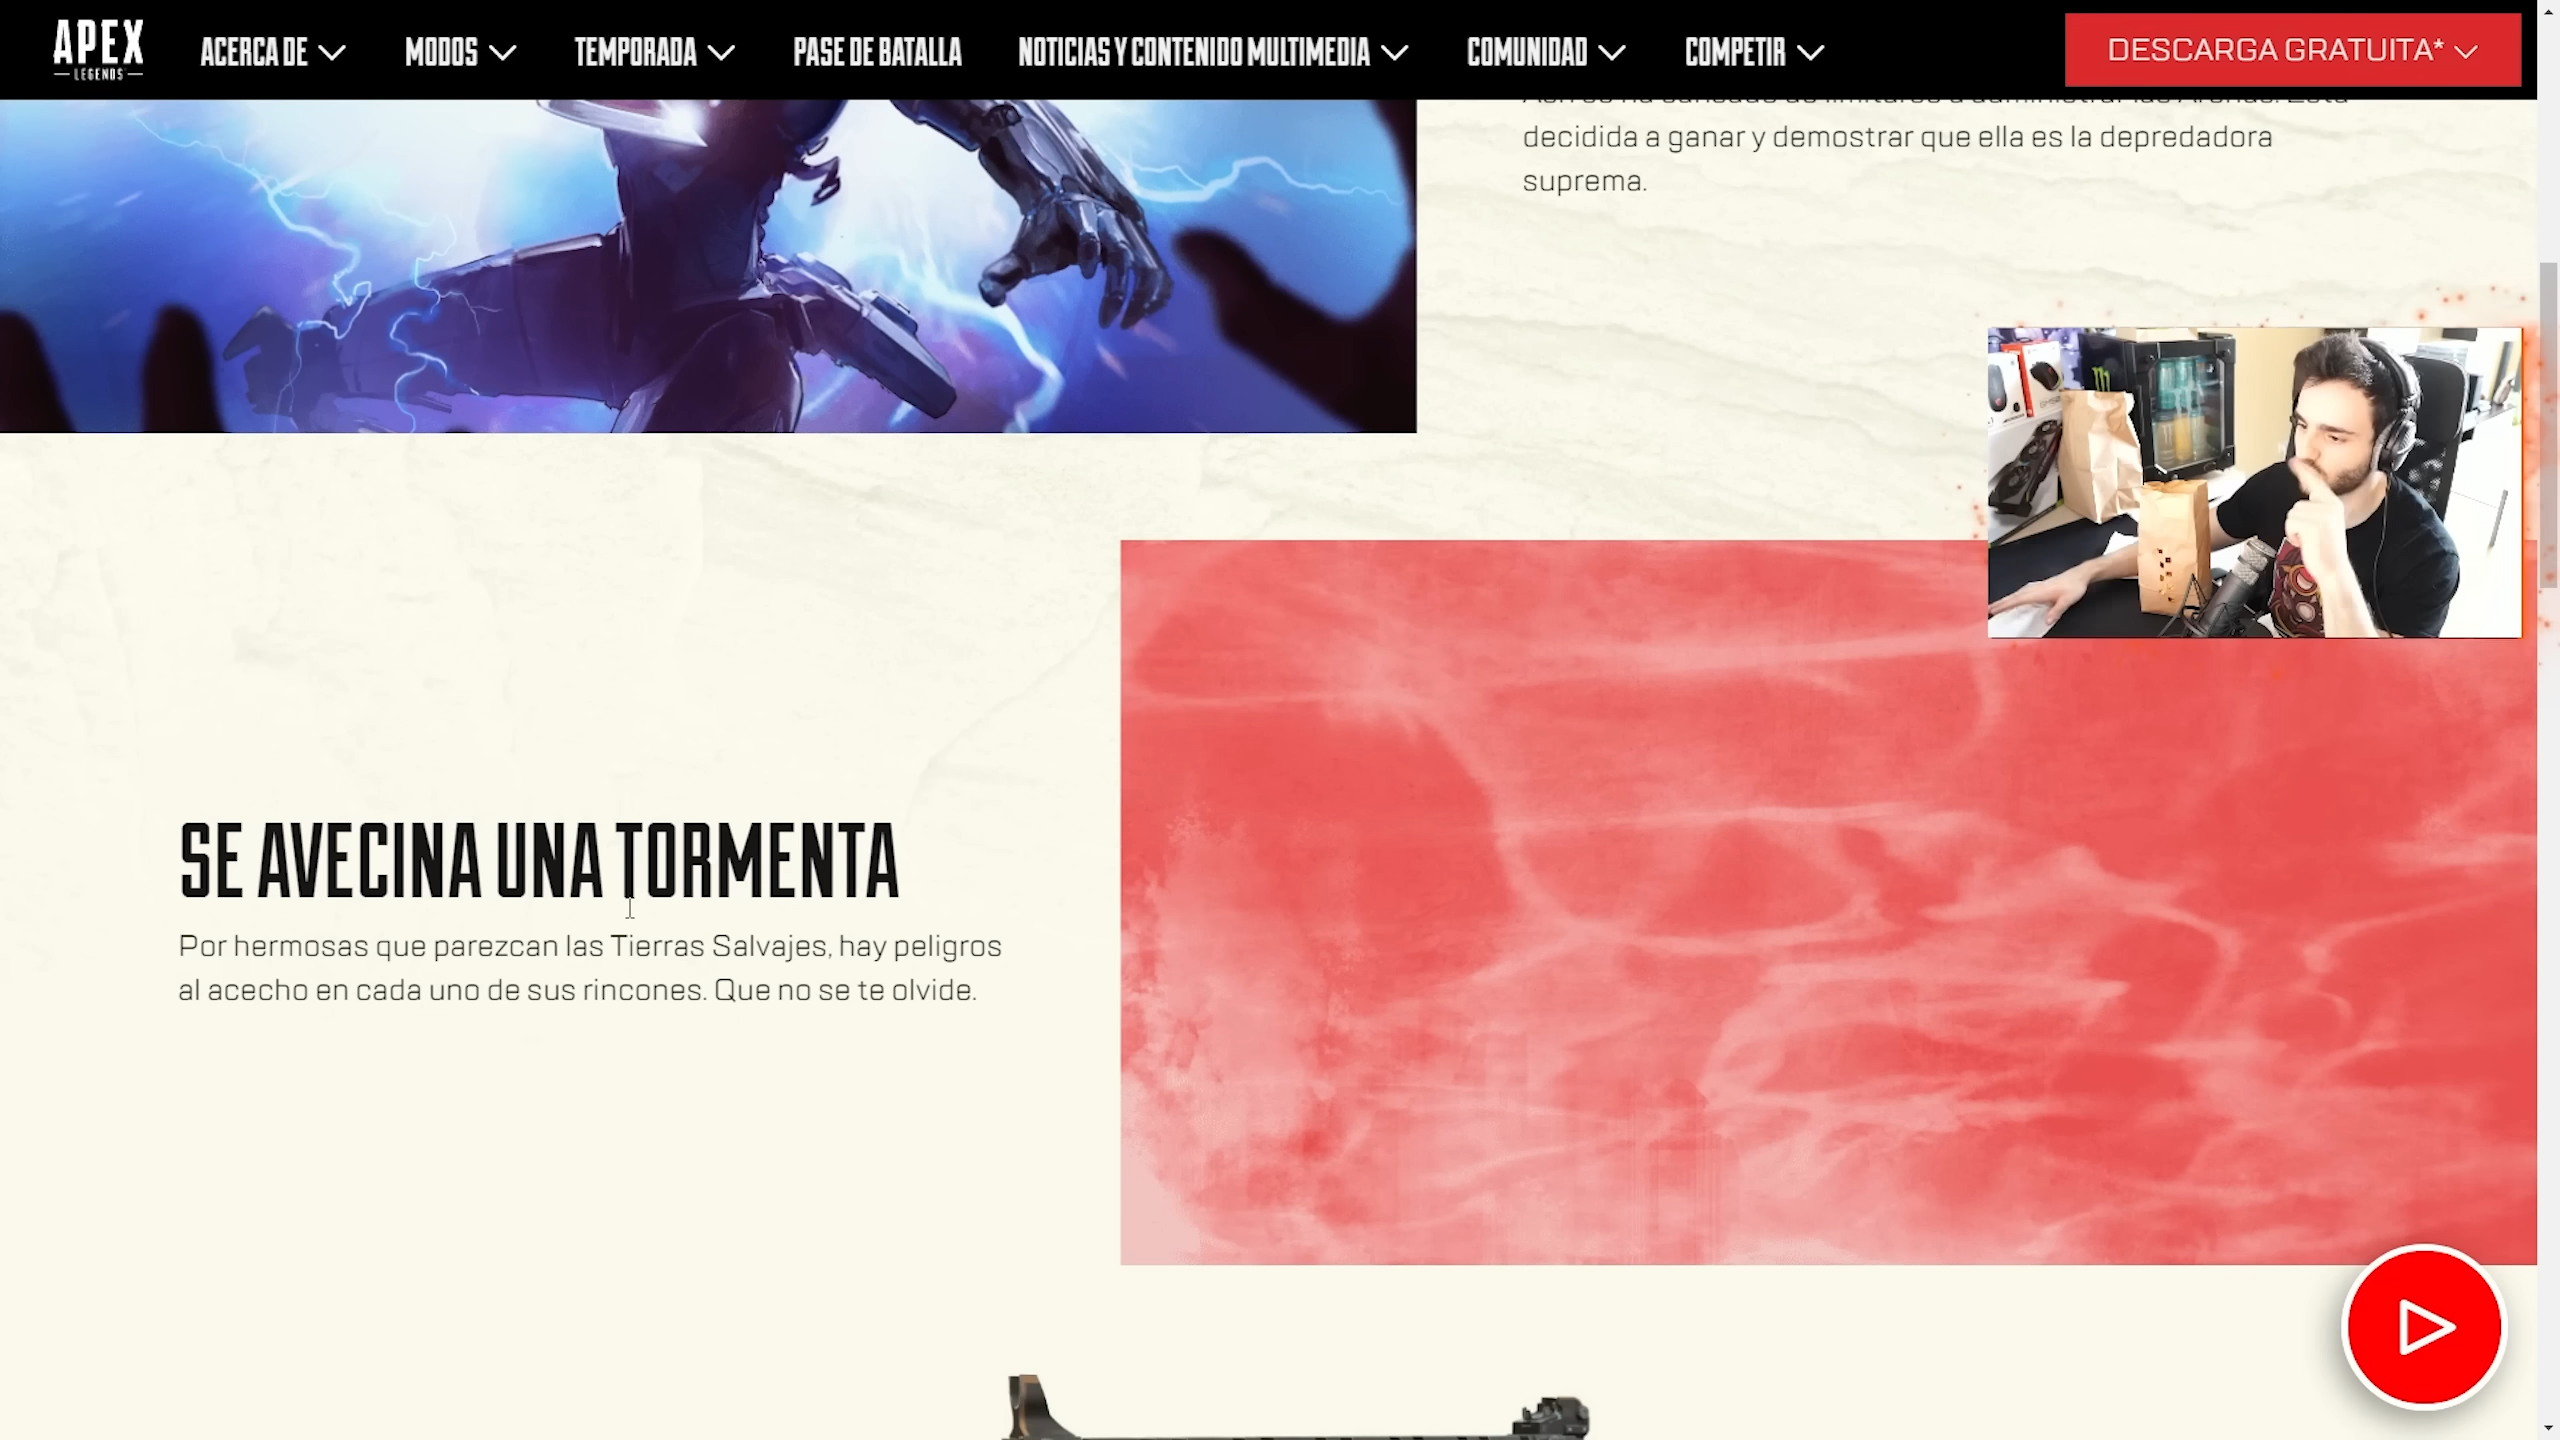 APEX
LEGENDS
ACERCA DE
MODOS
TEMPORADA
PASE DE BATALLA
NOTICIAS Y CONTENIDO MULTIMEDIA
COMUNIDAD
COMPETIR
DESCARGA GRATUITA*
decidida a ganar y demostrar que ella es la depredadora
suprema.
SE AVECINA UNA TORMENTA
Por hermosas que parezcan las Tierras Salvajes, hay peligros
al acecho en cada uno de sus rincones. Que no se te olvide.